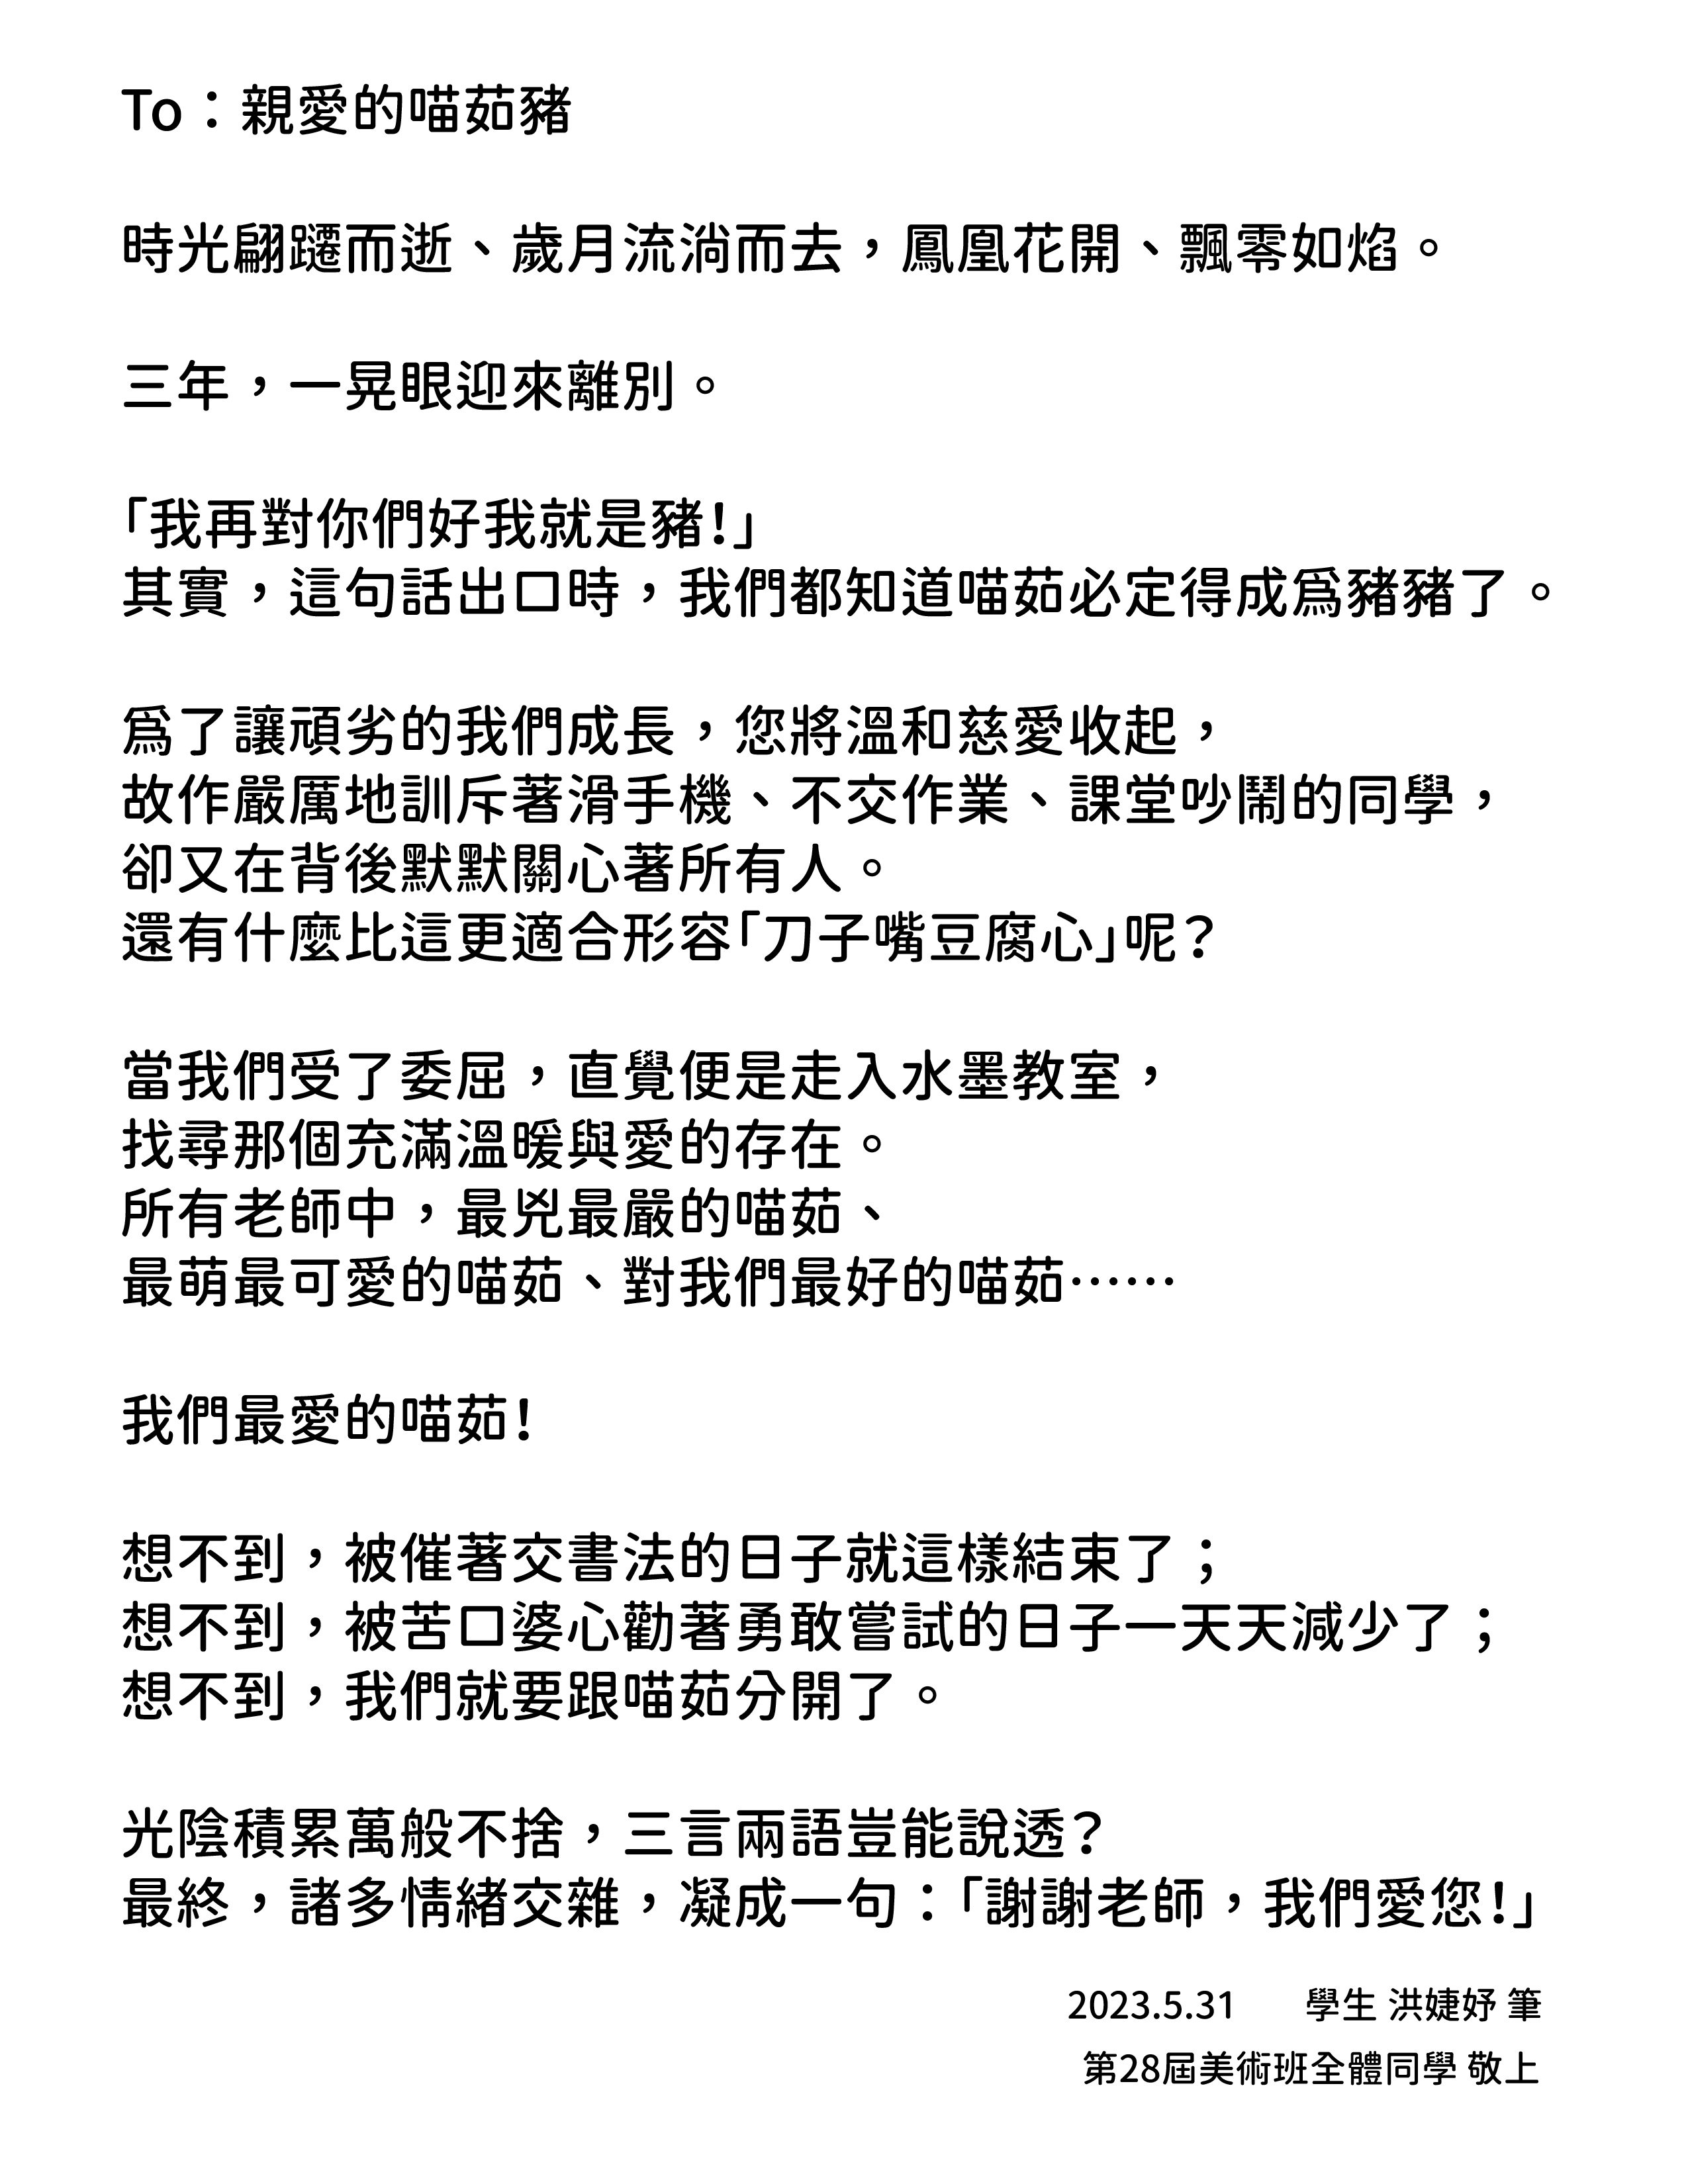 To：親愛的喵茹豬
時光翩躚而逝、歲月流淌而去，鳳凰花開、飄零如焰。
三年，一晃眼迎來離別。
「我再對你們好我就是豬！」
其實，這句話出口時，我們都知道喵茹必定得成爲豬豬了。
爲了讓頑劣的我們成長，您將溫和慈愛收起，
故作嚴厲地訓斥著滑手機、不交作業、課堂吵鬧的同學，
卻又在背後默默關心著所有人。
還有什麼比這更適合形容「刀子嘴豆腐心」呢？
當我們受了委屈，直覺便是走入水墨教室，
找尋那個充滿溫暖與愛的存在。
所有老師中，最兇最嚴的喵茹、
最萌最可愛的喵茹、對我們最好的喵茹……
我們最愛的喵茹！
想不到，被催著交書法的日子就這樣結束了；
想不到，被苦口婆心勸著勇敢嘗試的日子一天天減少了；
想不到，我們就要跟喵茹分開了。
光陰積累萬般不捨，三言兩語豈能說透？
最終，諸多情緒交雜，凝成一句：「謝謝老師，我們愛您！」
2023.5.31 學生 洪婕妤 筆
第28屆美術班全體同學 敬上